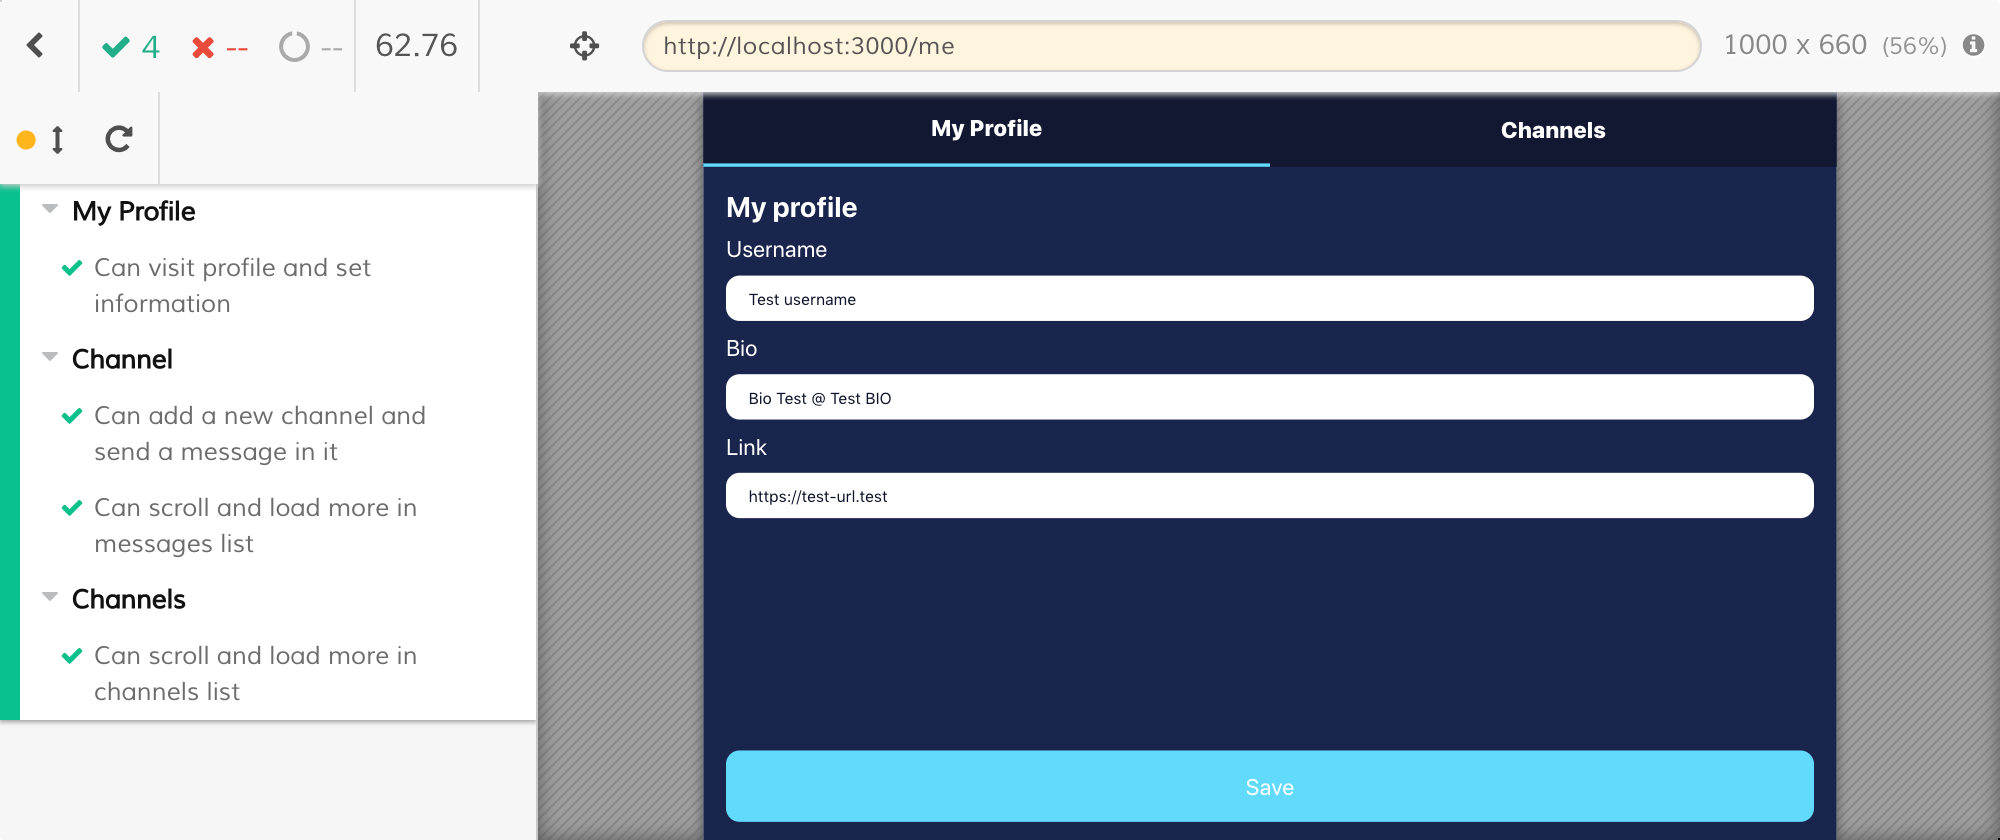 4 -- -- 62.76
http://localhost:3000/me
1000 x 660 (56%)
My Profile
Can visit profile and set
information
Channel
Can add a new channel and
send a message in it
Can scroll and load more in
messages list
Channels
Can scroll and load more in
channels list
My Profile
Channels
My profile
Username
Test username
Bio
Bio Test @ Test BIO
Link
https://test-url.test
Save